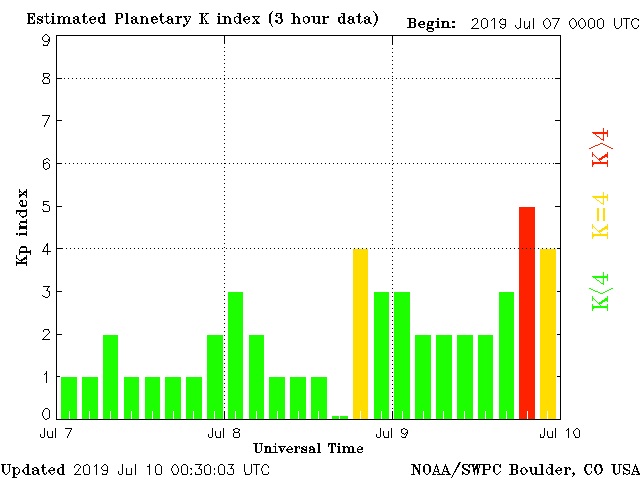 Estimated Planetary K index (3 hour data) Begin: 2019 Jul 07 0000 UTC
9
8
7
6
5
4
3
2
1
0
Kp index
K>4
K=4
K<4
Jul 7 Jul 8 Jul 9 Jul 10
Universal Time
Updated 2019 Jul 10 00:30:03 UTC NOAA/SWPC Boulder, CO USA